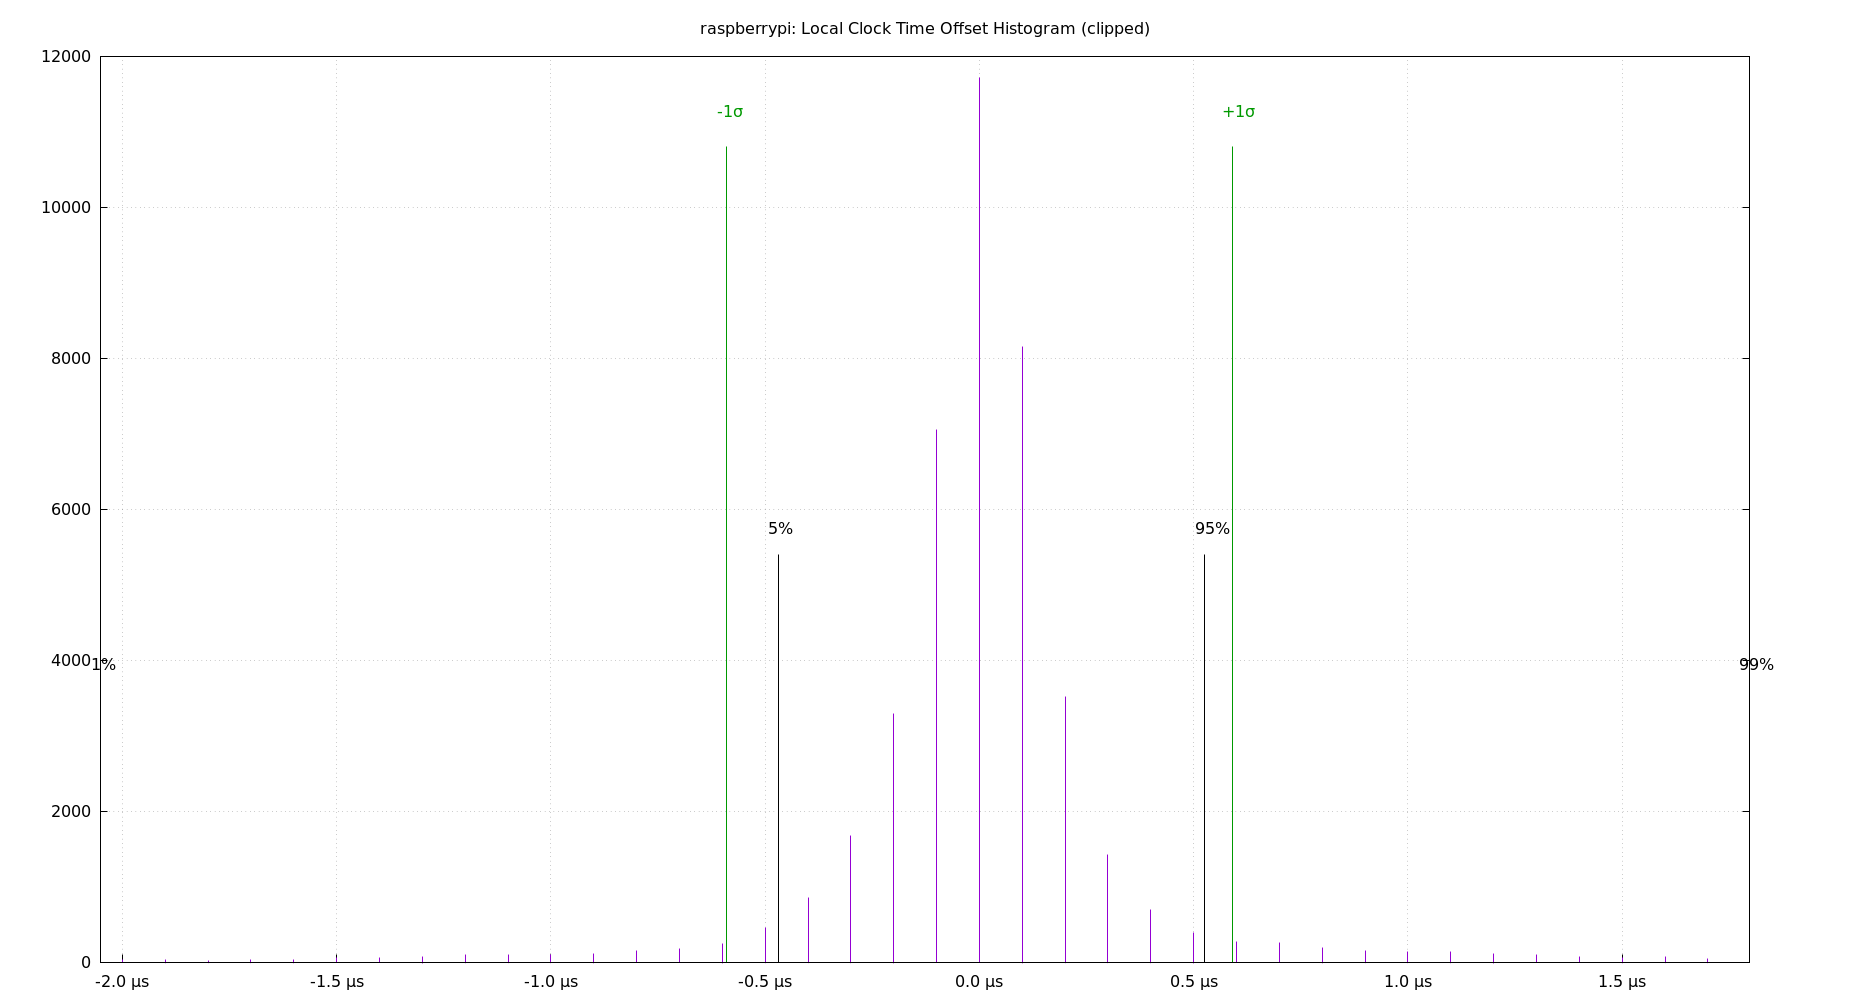 raspberrypi: Local Clock Time Offset Histogram (clipped)
12000
-1σ
+1σ
10000
8000
6000
5%
95%
4000
1%
99%
2000
0
-2.0 µs
-1.5 µs
-1.0 µs
-0.5 µs
0.0 µs
0.5 µs
1.0 µs
1.5 µs